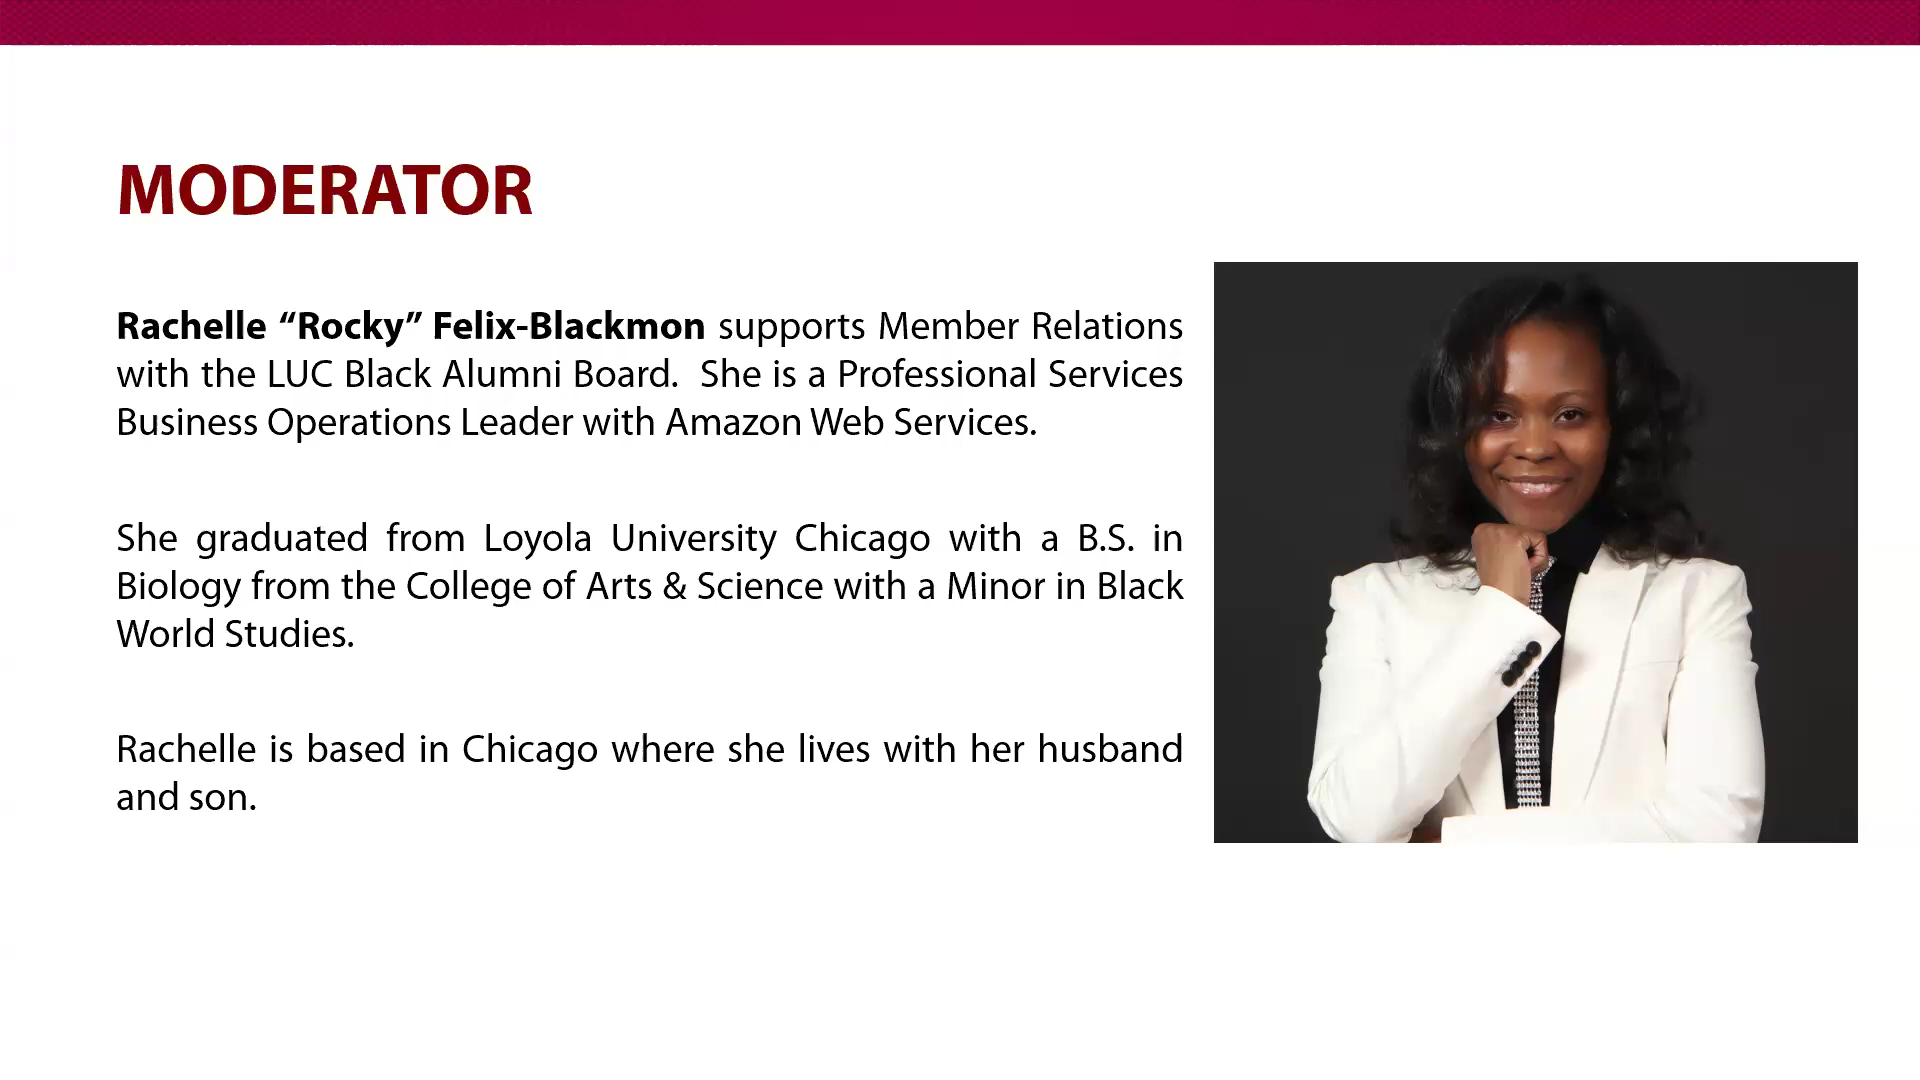 MODERATOR
Rachelle “Rocky” Felix-Blackmon supports Member Relations
with the LUC Black Alumni Board.  She is a Professional Services
Business Operations Leader with Amazon Web Services.
She graduated from Loyola University Chicago with a B.S. in
Biology from the College of Arts & Science with a Minor in Black
World Studies.
Rachelle is based in Chicago where she lives with her husband
and son.